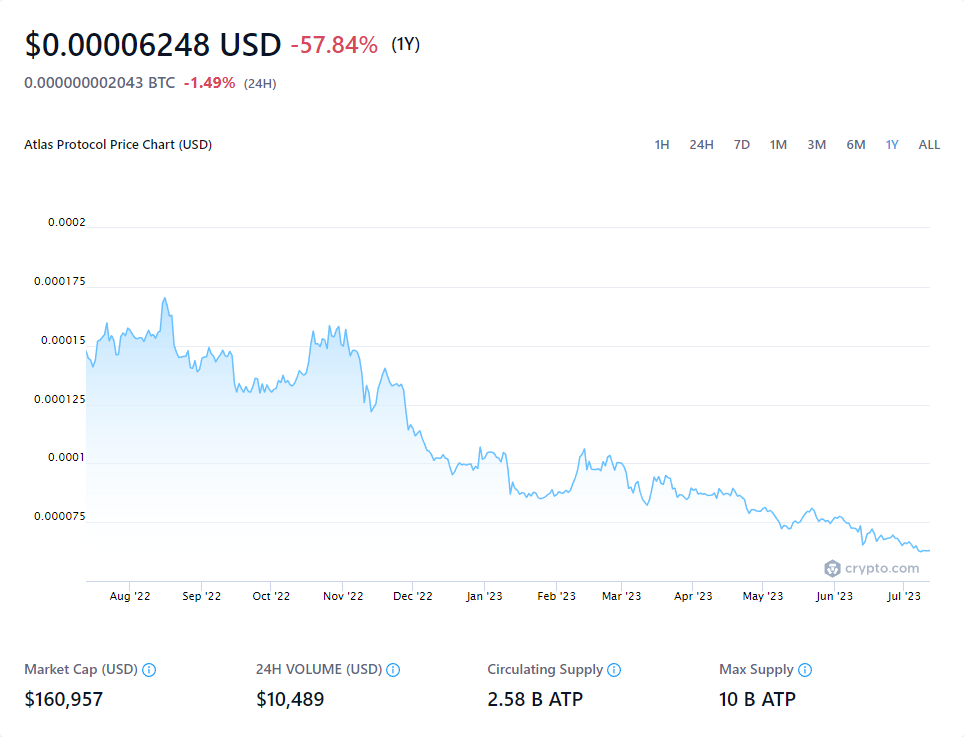 $0.00006248 USD -57.84% (1Y)
0.000000002043 BTC -1.49% (24H)
Atlas Protocol Price Chart (USD) 1H 24H 7D 1M 3M 6M 1Y ALL
0.0002
0.000175
0.00015
0.000125
0.0001
0.000075
crypto.com
Aug '22 Sep '22 Oct '22 Nov '22 Dec '22 Jan '23 Feb '23 Mar '23 Apr '23 May '23 Jun '23 Jul '23
Market Cap (USD) 24H VOLUME (USD) Circulating Supply Max Supply
$160,957 $10,489 2.58 B ATP 10 B ATP